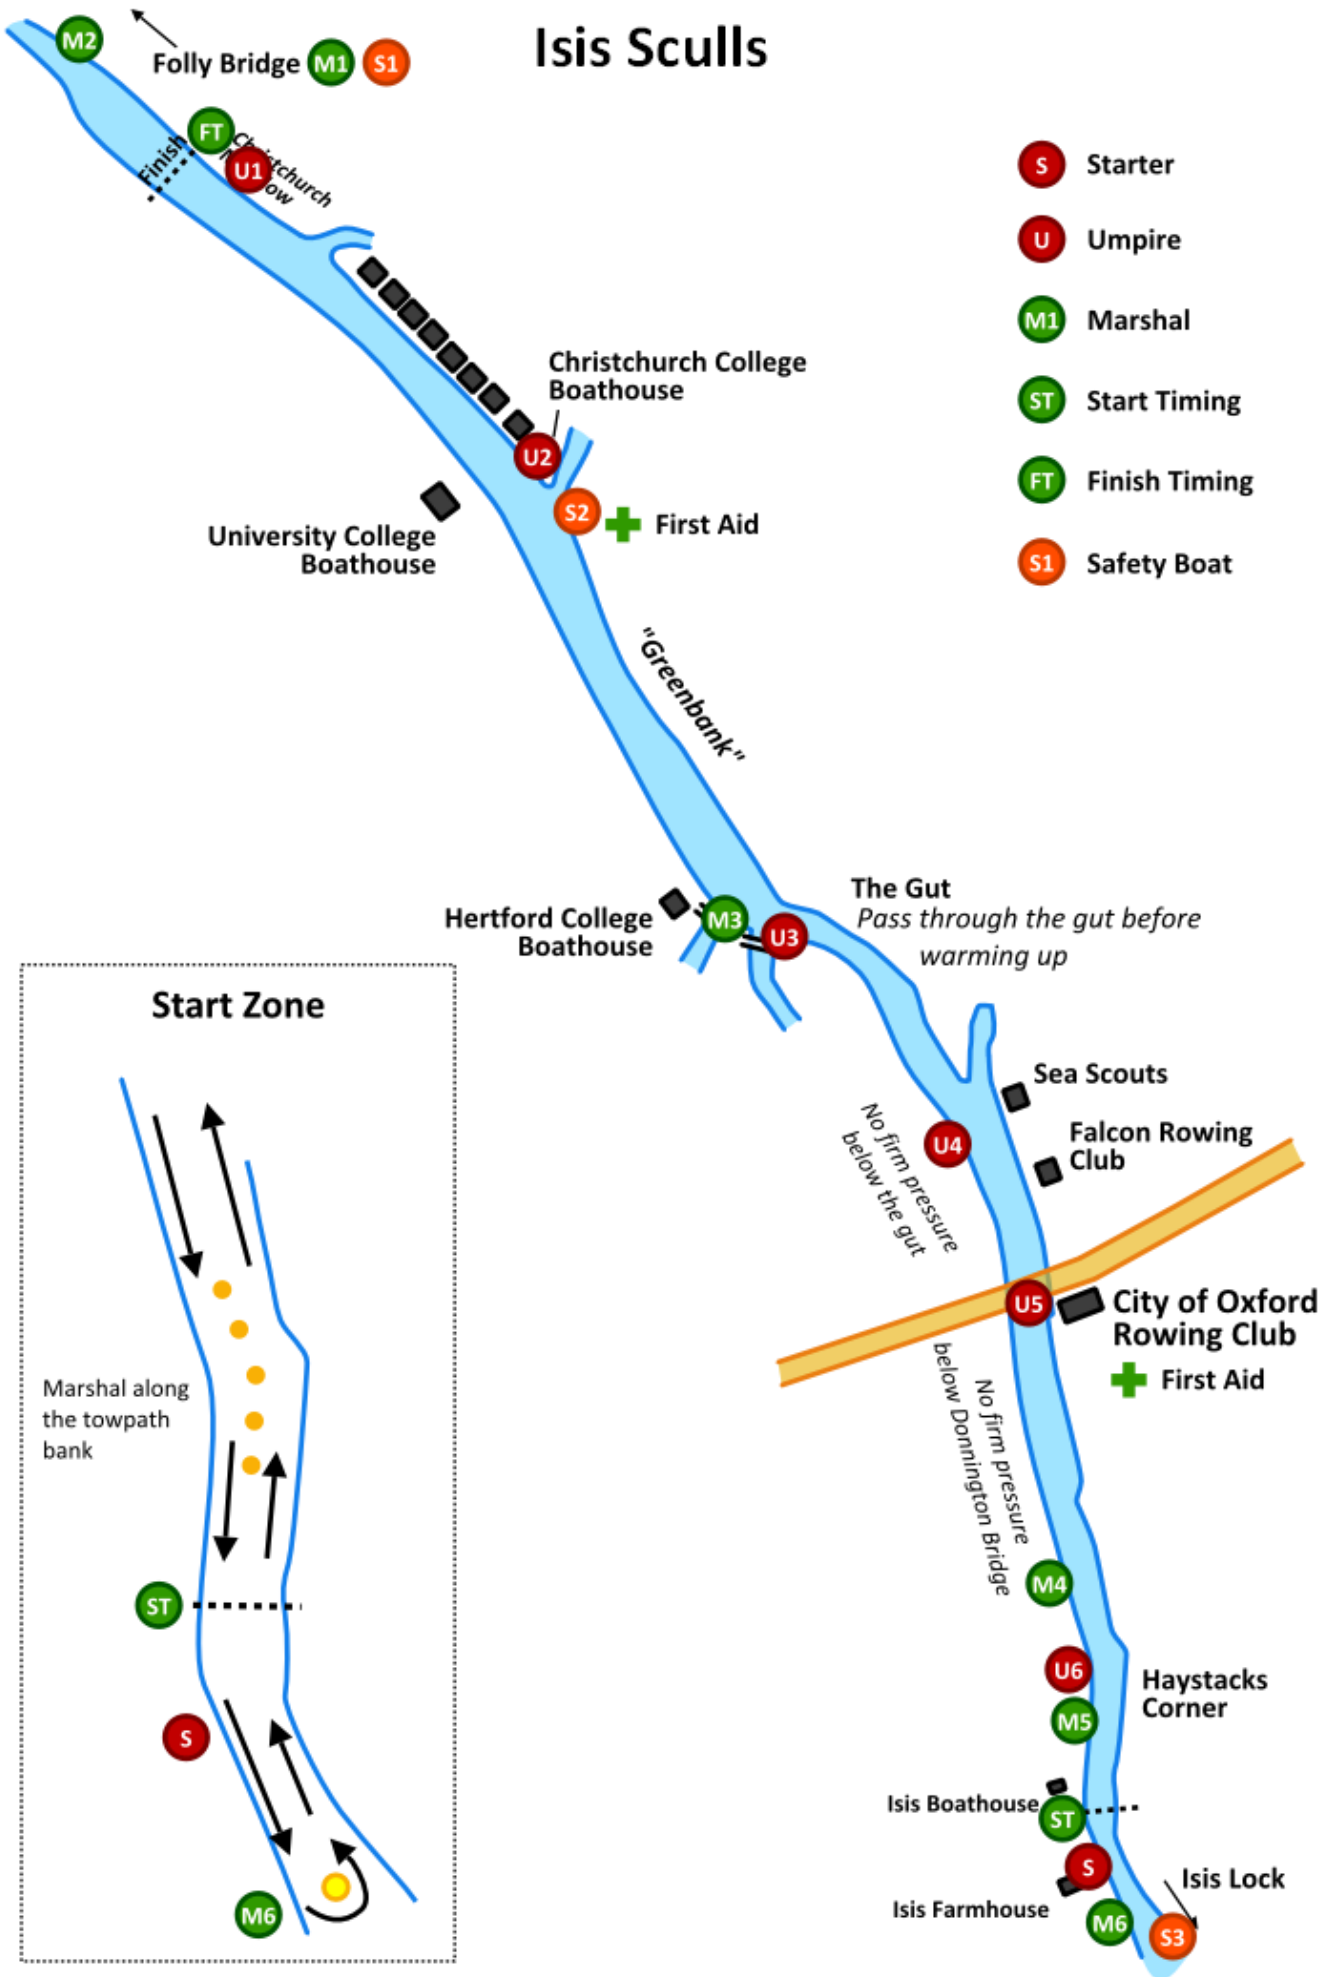 Isis Sculls
M2
Folly Bridge M1 S1
FT
Finish
U1
S Starter
U Umpire
M1 Marshal
ST Start Timing
FT Finish Timing
S1 Safety Boat
Christchurch College
Boathouse
U2
S2
First Aid
University College
Boathouse
"Greenbank"
The Gut
Pass through the gut before
warming up
Hertford College
Boathouse
M3
U3
Sea Scouts
U4
No firm pressure
below the gut
Falcon Rowing
Club
U5
City of Oxford
Rowing Club
First Aid
No firm pressure
below Donnington Bridge
M4
U6
M5
Haystacks
Corner
Isis Boathouse
ST
S
Isis Farmhouse
M6
Isis Lock
S3
Start Zone
Marshal along
the towpath
bank
ST
S
M6